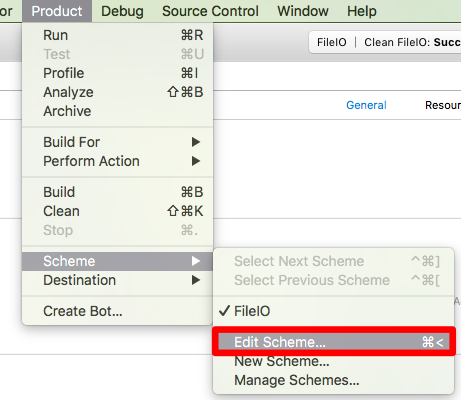 or Product Debug Source Control Window Help
Run ⌘R
FileIO | Clean FileIO: Succ
Test ⌘U
Profile ⌘I
Analyze ⇧⌘B
Archive
General Resour
Build For ▶
Perform Action ▶
Build ⌘B
Clean ⇧⌘K
Stop ⌘.
Scheme ▶
Destination ▶
Create Bot...
Select Next Scheme ^⌘]
Select Previous Scheme ^⌘[
✓ FileIO
Edit Scheme... ⌘<
New Scheme...
Manage Schemes...